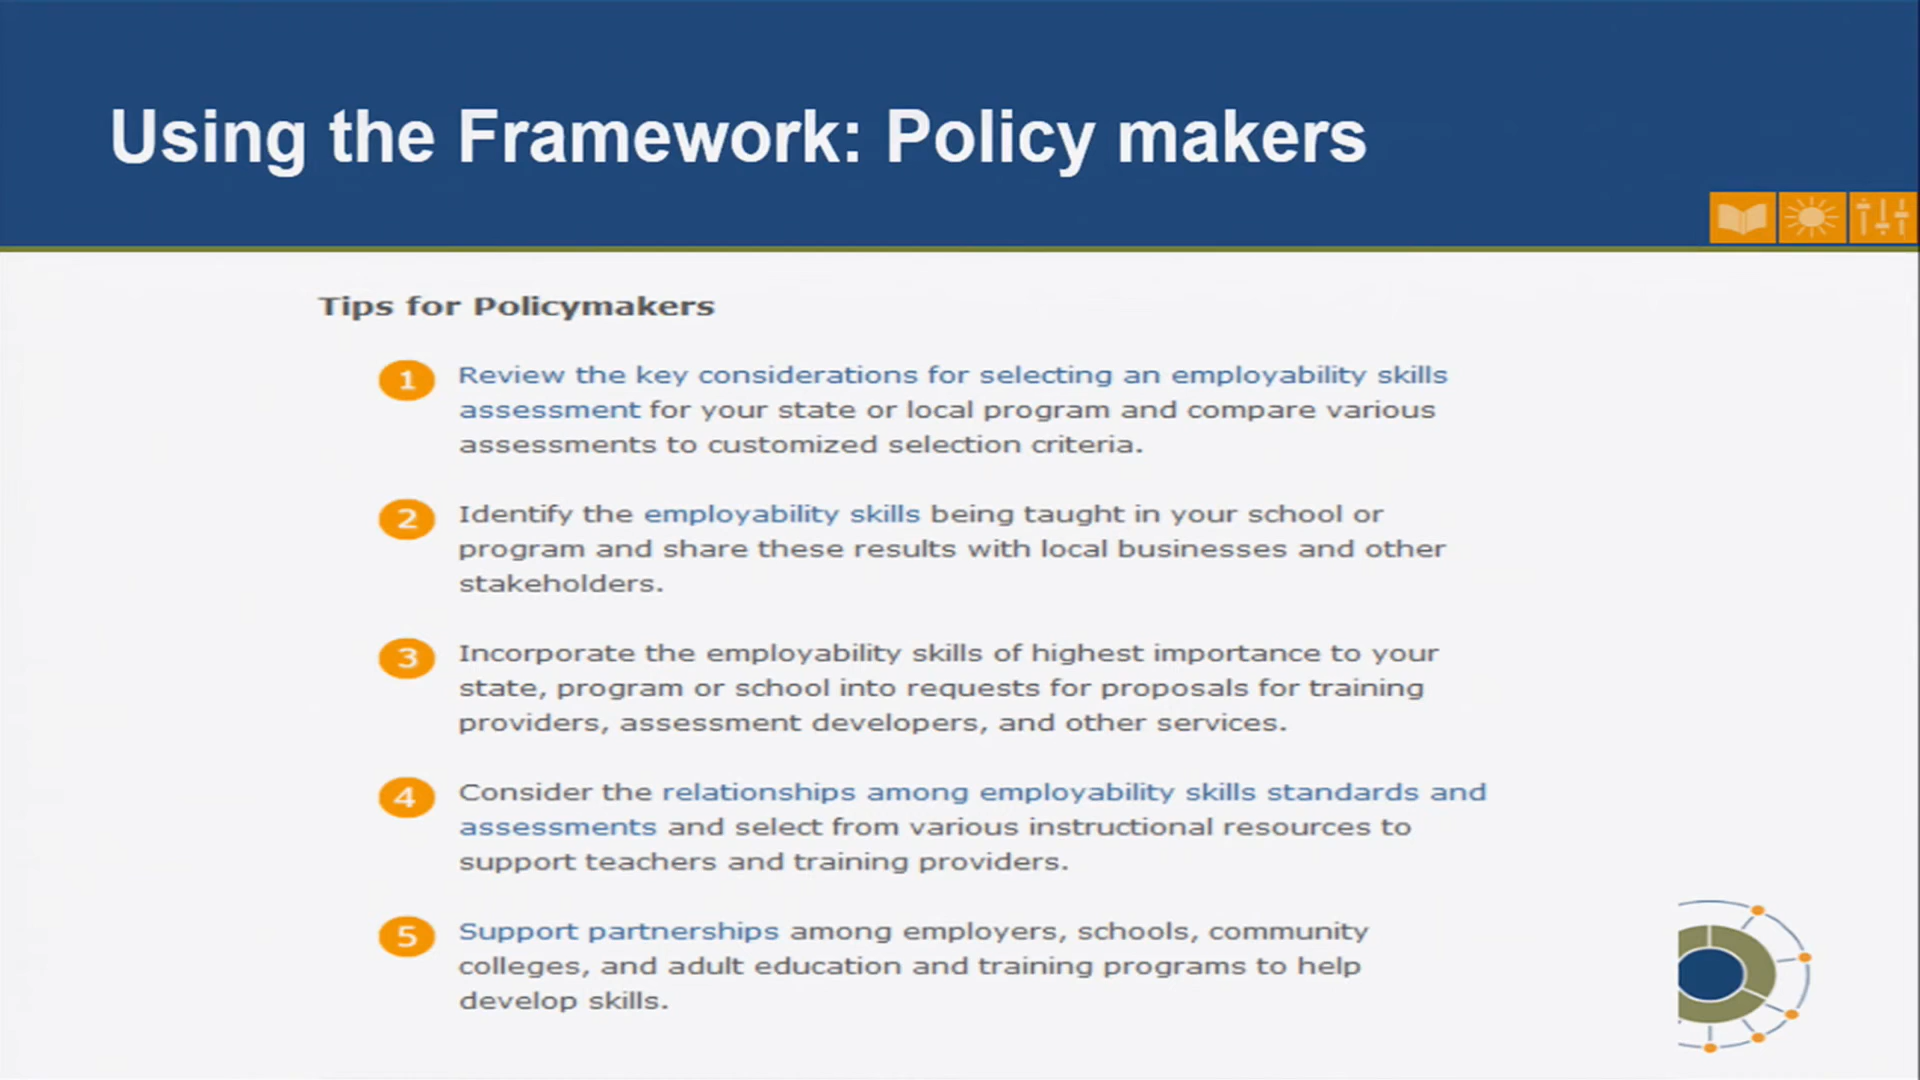 Using the Framework: Policy makers
Tips for Policymakers
1 Review the key considerations for selecting an employability skills
assessment for your state or local program and compare various
assessments to customized selection criteria.
2 Identify the employability skills being taught in your school or
program and share these results with local businesses and other
stakeholders.
3 Incorporate the employability skills of highest importance to your
state, program or school into requests for proposals for training
providers, assessment developers, and other services.
4 Consider the relationships among employability skills standards and
assessments and select from various instructional resources to
support teachers and training providers.
5 Support partnerships among employers, schools, community
colleges, and adult education and training programs to help
develop skills.